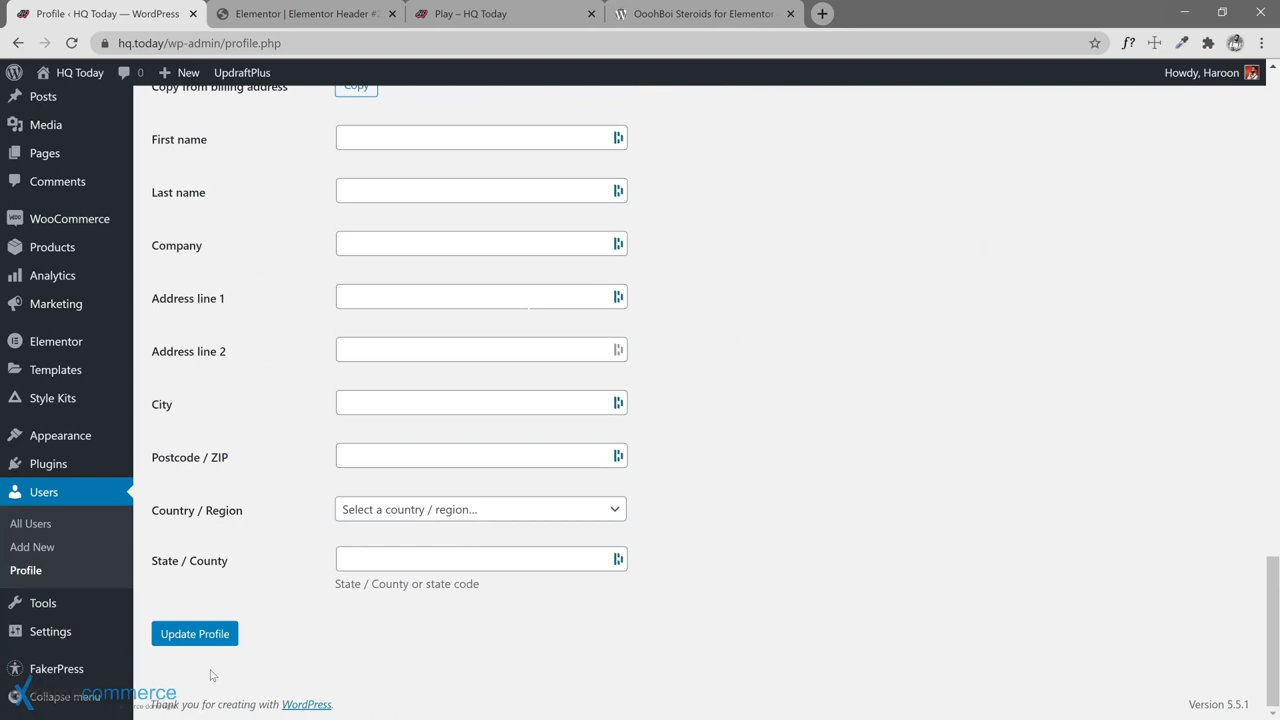 Profile ‹ HQ Today — WordPress
Elementor | Elementor Header #2
Play – HQ Today
OoohBoi Steroids for Elementor
hq.today/wp-admin/profile.php
HQ Today
0
New
UpdraftPlus
Howdy, Haroon
Posts
Media
Pages
Comments
WooCommerce
Products
Analytics
Marketing
Elementor
Templates
Style Kits
Appearance
Plugins
Users
All Users
Add New
Profile
Tools
Settings
FakerPress
Collapse menu
Copy from billing address
Copy
First name
Last name
Company
Address line 1
Address line 2
City
Postcode / ZIP
Country / Region
Select a country / region...
State / County
State / County or state code
Update Profile
commerce
Thank you for creating with WordPress.
Version 5.5.1